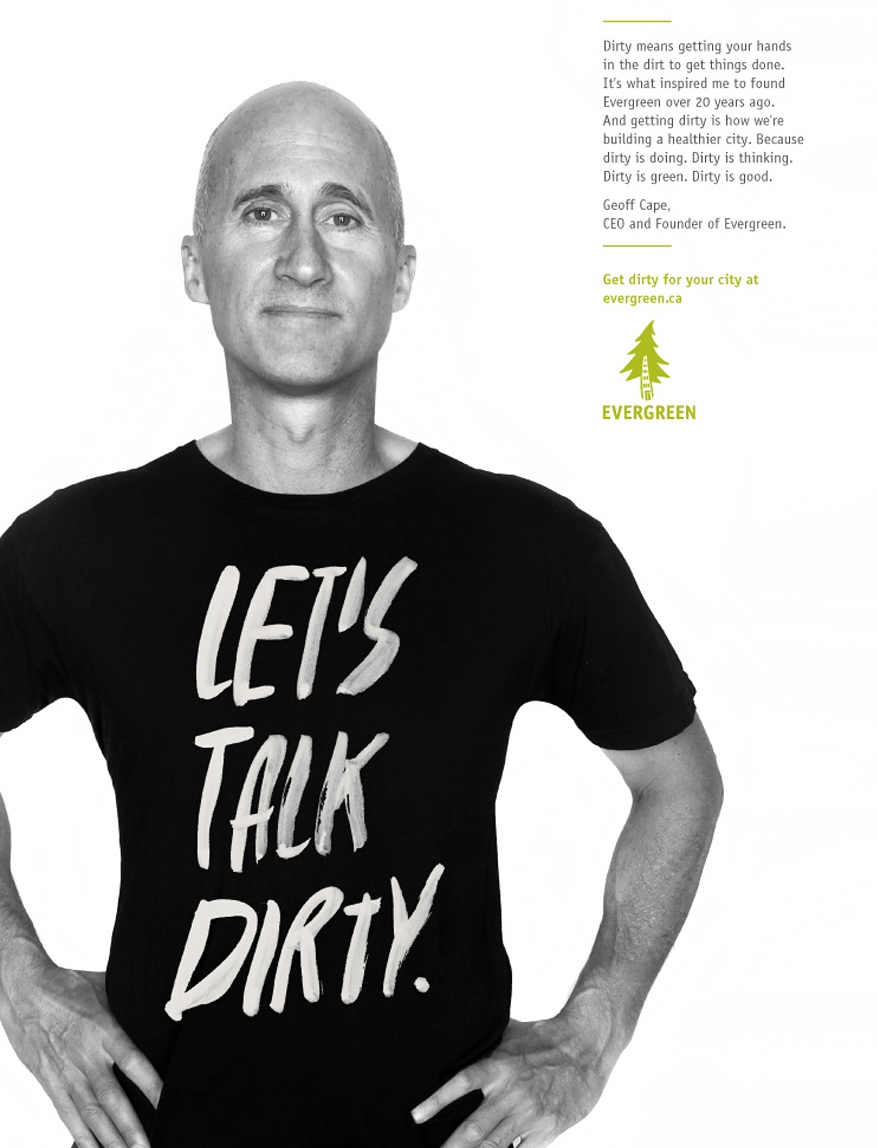 Dirty means getting your hands
in the dirt to get things done.
It's what inspired me to found
Evergreen over 20 years ago.
And getting dirty is how we're
building a healthier city. Because
dirty is doing. Dirty is thinking.
Dirty is green. Dirty is good.
Geoff Cape,
CEO and Founder of Evergreen.
Get dirty for your city at
evergreen.ca
EVERGREEN
LET'S
TALK
DIRTY.